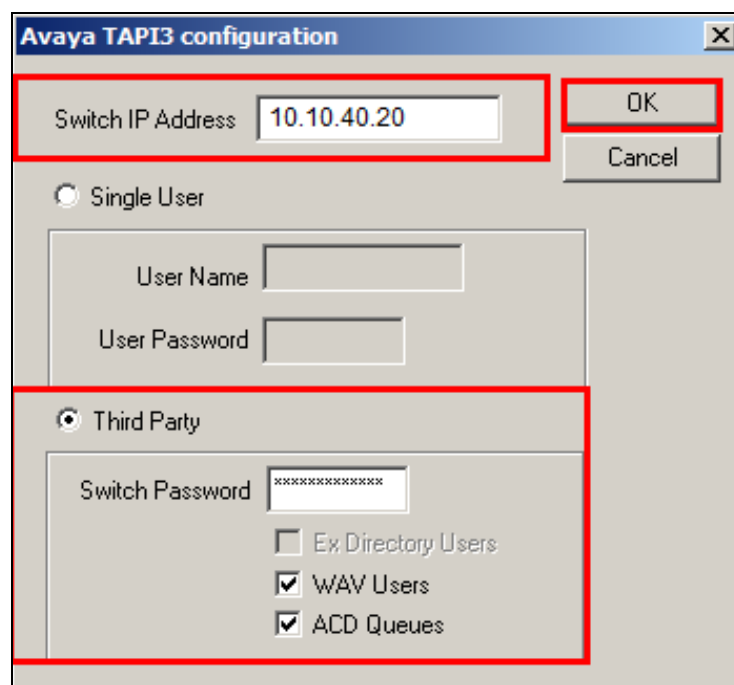 Avaya TAPI3 configuration
Switch IP Address 10.10.40.20
OK
Cancel
Single User
User Name
User Password
Third Party
Switch Password *************
Ex Directory Users
WAV Users
ACD Queues